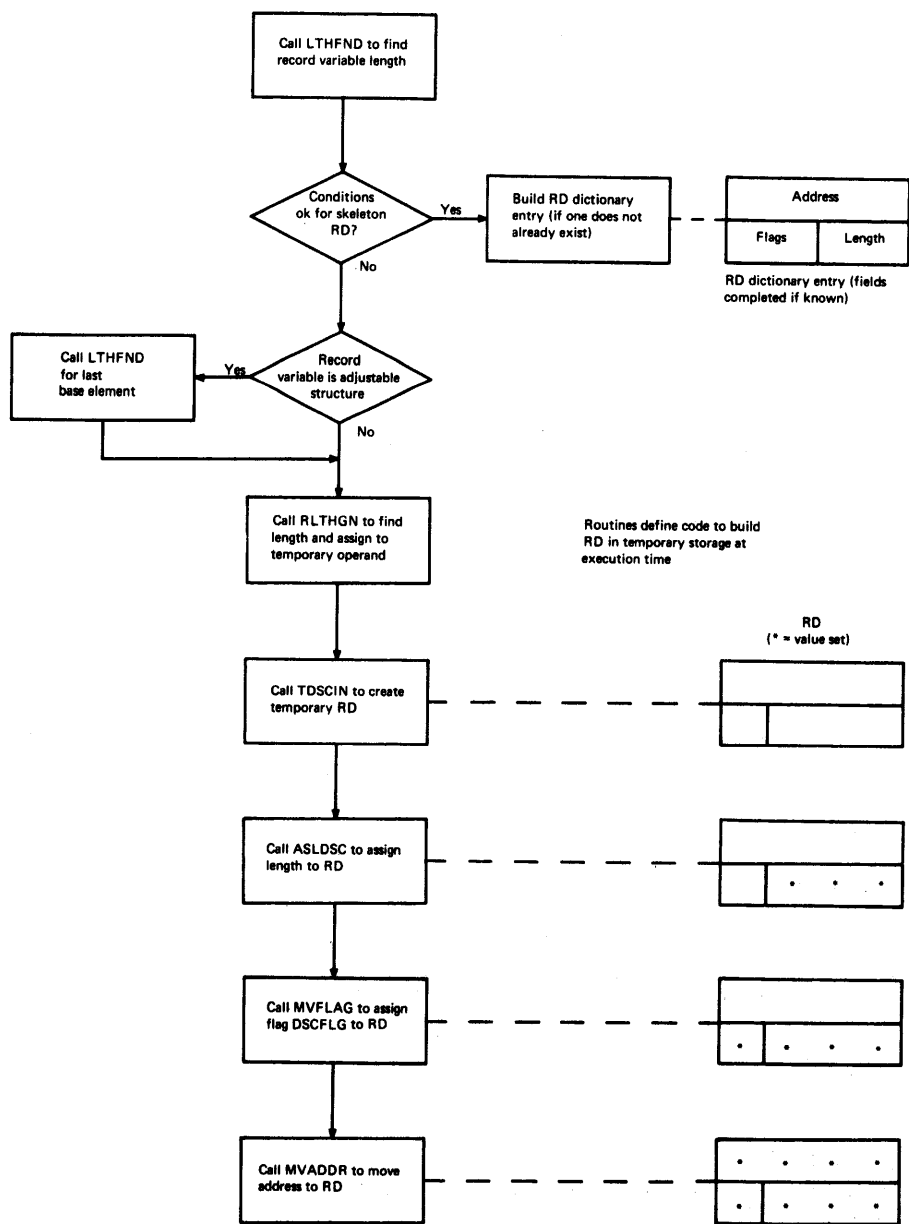 Call LTHFND to find
record variable length
Conditions
ok for skeleton
RD?
Yes
Build RD dictionary
entry (if one does not
already exist)
Address
Flags
Length
RD dictionary entry (fields
completed if known)
No
Call LTHFND
for last
base element
Yes
Record
variable is adjustable
structure
No
Call RLTHGN to find
length and assign to
temporary operand
Routines define code to build
RD in temporary storage at
execution time
RD
(* = value set)
Call TDSCIN to create
temporary RD
Call ASLDSC to assign
length to RD
* * *
Call MVFLAG to assign
flag DSCFLG to RD
* * * *
Call MVADDR to move
address to RD
* * * *
* * * *